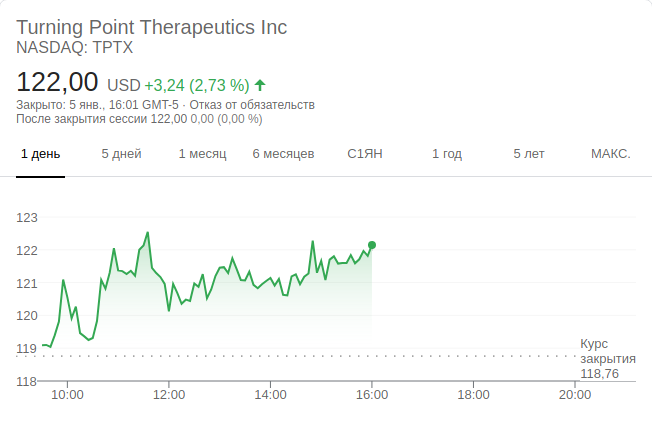 Turning Point Therapeutics Inc
NASDAQ: TPTX
122,00 USD +3,24 (2,73 %)
Закрыто: 5 янв., 16:01 GMT-5 · Отказ от обязательств
После закрытия сессии 122,00 0,00 (0,00 %)
1 день 5 дней 1 месяц 6 месяцев С1ЯН 1 год 5 лет МАКС.
123
122
121
120
119
118
Курс
закрытия
118,76
10:00 12:00 14:00 16:00 18:00 20:00